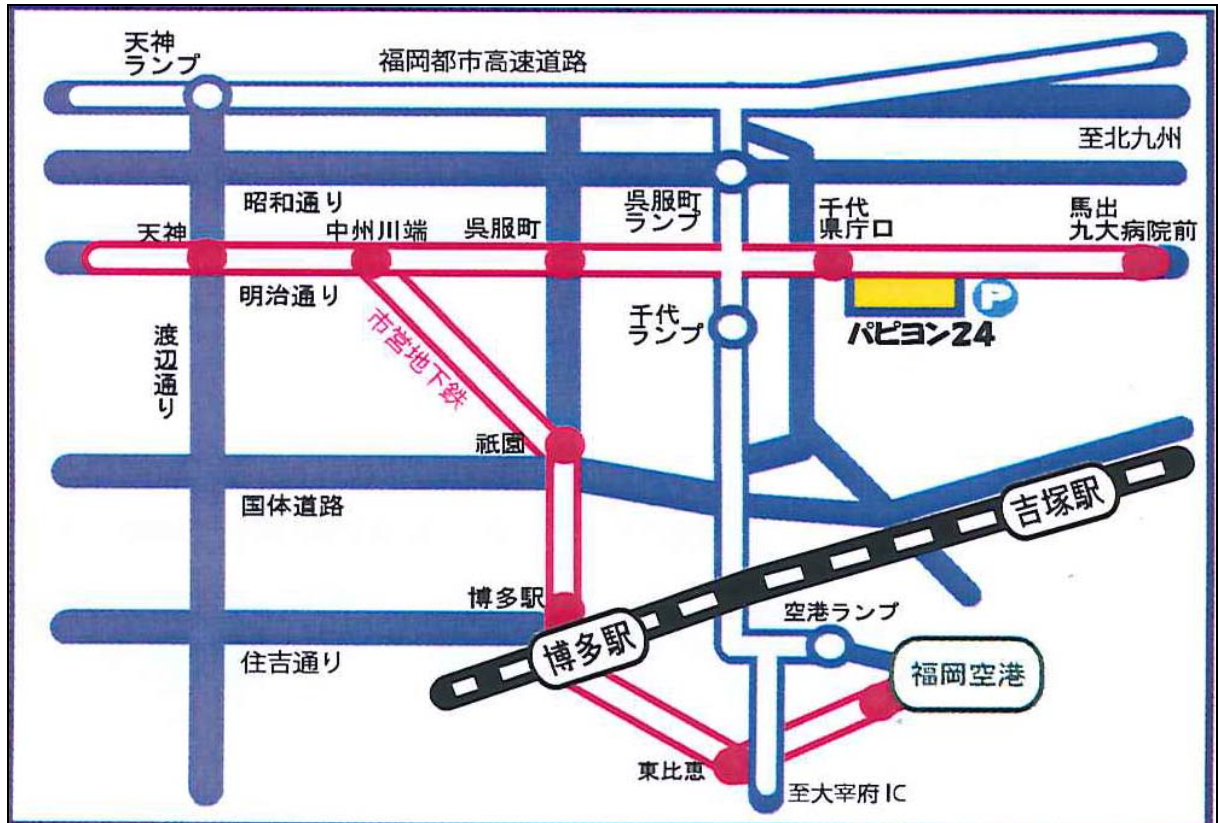 天神
ランプ
福岡都市高速道路
至北九州
昭和通り
呉服町
ランプ
千代
県庁口
馬出
九大病院前
天神
中州川端
呉服町
明治通り
千代
ランプ
P
パピヨン24
渡辺通り
市営地下鉄
祇園
国体道路
吉塚駅
博多駅
空港ランプ
博多駅
住吉通り
福岡空港
東比恵
至大宰府IC